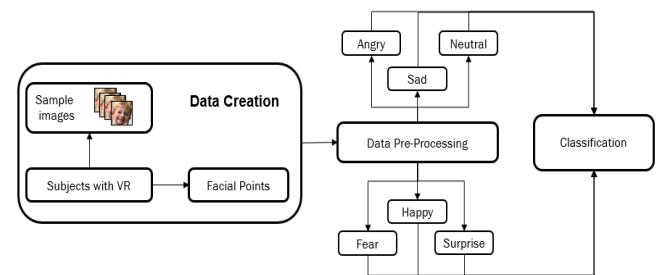 Sample
images
Data Creation
Subjects with VR
Facial Points
Angry
Neutral
Sad
Data Pre-Processing
Classification
Happy
Fear
Surprise